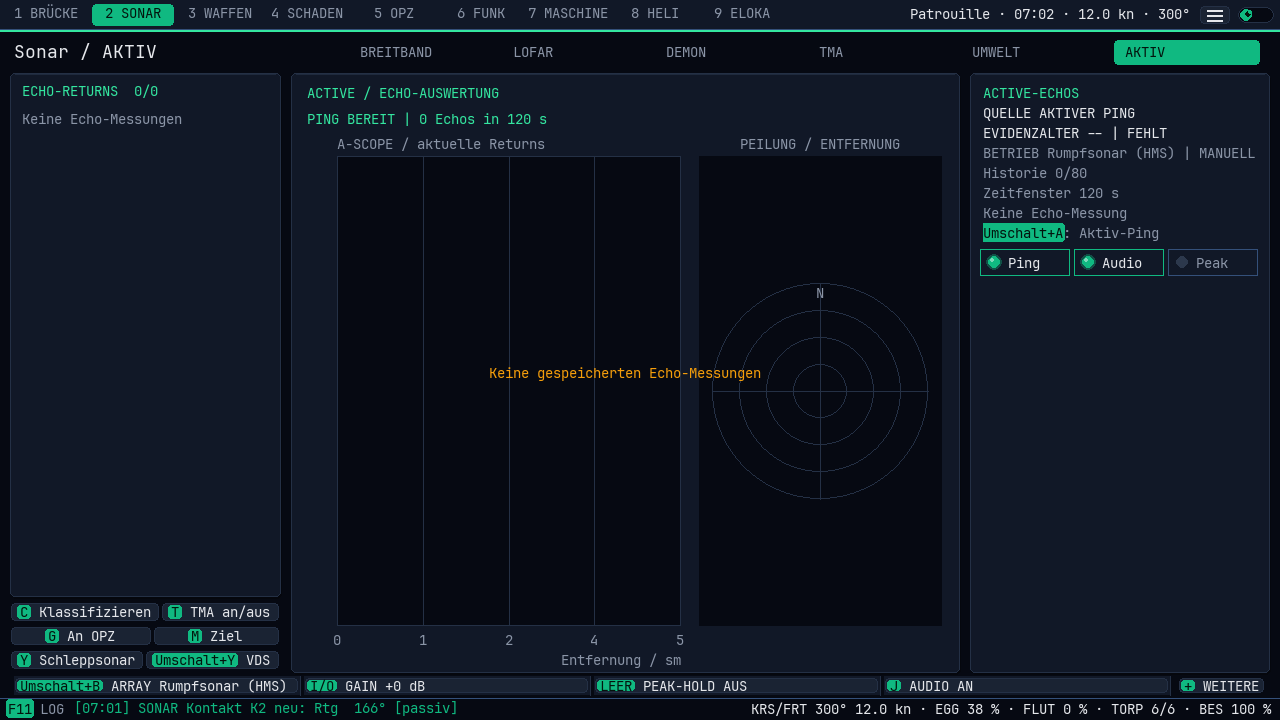 1 BRÜCKE 2 SONAR 3 WAFFEN 4 SCHADEN 5 OPZ 6 FUNK 7 MASCHINE 8 HELI 9 ELOKA Patrouille · 07:02 · 12.0 kn · 300°
Sonar / AKTIV BREITBAND LOFAR DEMON TMA UMWELT AKTIV
ECHO-RETURNS 0/0
Keine Echo-Messungen
ACTIVE / ECHO-AUSWERTUNG
PING BEREIT | 0 Echos in 120 s
A-SCOPE / aktuelle Returns PEILUNG / ENTFERNUNG
N
Keine gespeicherten Echo-Messungen
0 1 2 4 5
Entfernung / sm
ACTIVE-ECHOS
QUELLE AKTIVER PING
EVIDENZALTER -- | FEHLT
BETRIEB Rumpfsonar (HMS) | MANUELL
Historie 0/80
Zeitfenster 120 s
Keine Echo-Messung
Umschalt+A: Aktiv-Ping
Ping Audio Peak
C Klassifizieren T TMA an/aus
G An OPZ M Ziel
Y Schleppsonar Umschalt+Y VDS
Umschalt+B ARRAY Rumpfsonar (HMS) I/O GAIN +0 dB LEER PEAK-HOLD AUS J AUDIO AN + WEITERE
F11 LOG [07:01] SONAR Kontakt K2 neu: Rtg 166° [passiv] KRS/FRT 300° 12.0 kn · EGG 38 % · FLUT 0 % · TORP 6/6 · BES 100 %